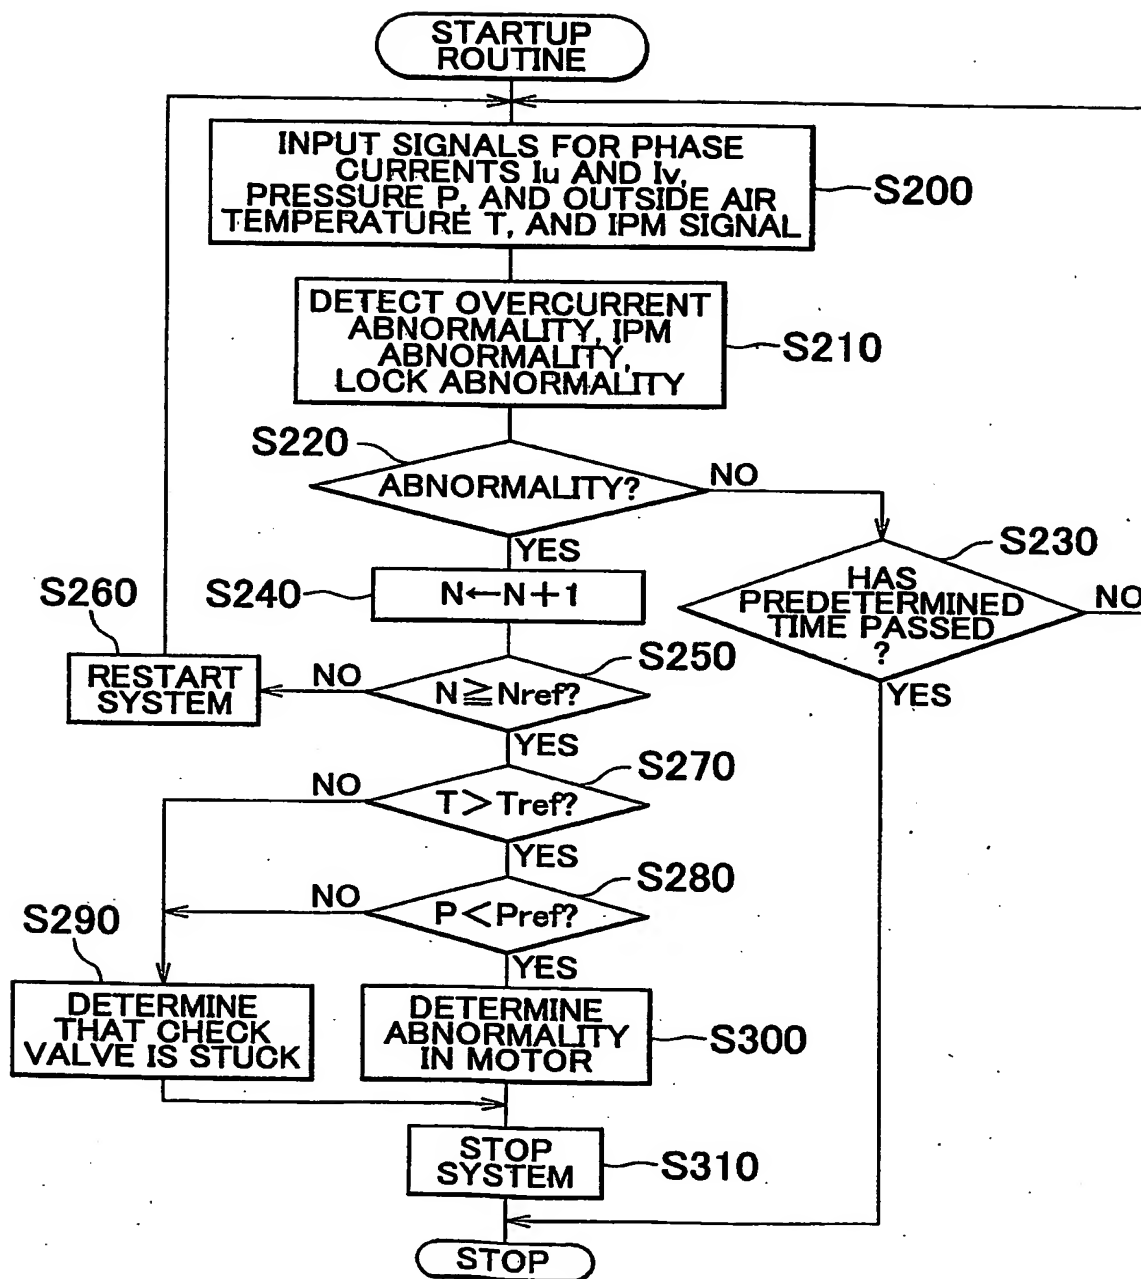 STARTUP
ROUTINE
INPUT SIGNALS FOR PHASE
CURRENTS Iu AND Iv,
PRESSURE P, AND OUTSIDE AIR
TEMPERATURE T, AND IPM SIGNAL
S200
DETECT OVERCURRENT
ABNORMALITY, IPM
ABNORMALITY,
LOCK ABNORMALITY
S210
S220
ABNORMALITY?
NO
YES
S230
HAS
PREDETERMINED
TIME PASSED
?
NO
YES
S240
N←N+1
S260
RESTART
SYSTEM
S250
N≧Nref?
NO
YES
S270
T>Tref?
NO
YES
S280
P<Pref?
NO
YES
S290
DETERMINE
THAT CHECK
VALVE IS STUCK
DETERMINE
ABNORMALITY
IN MOTOR
S300
STOP
SYSTEM
S310
STOP